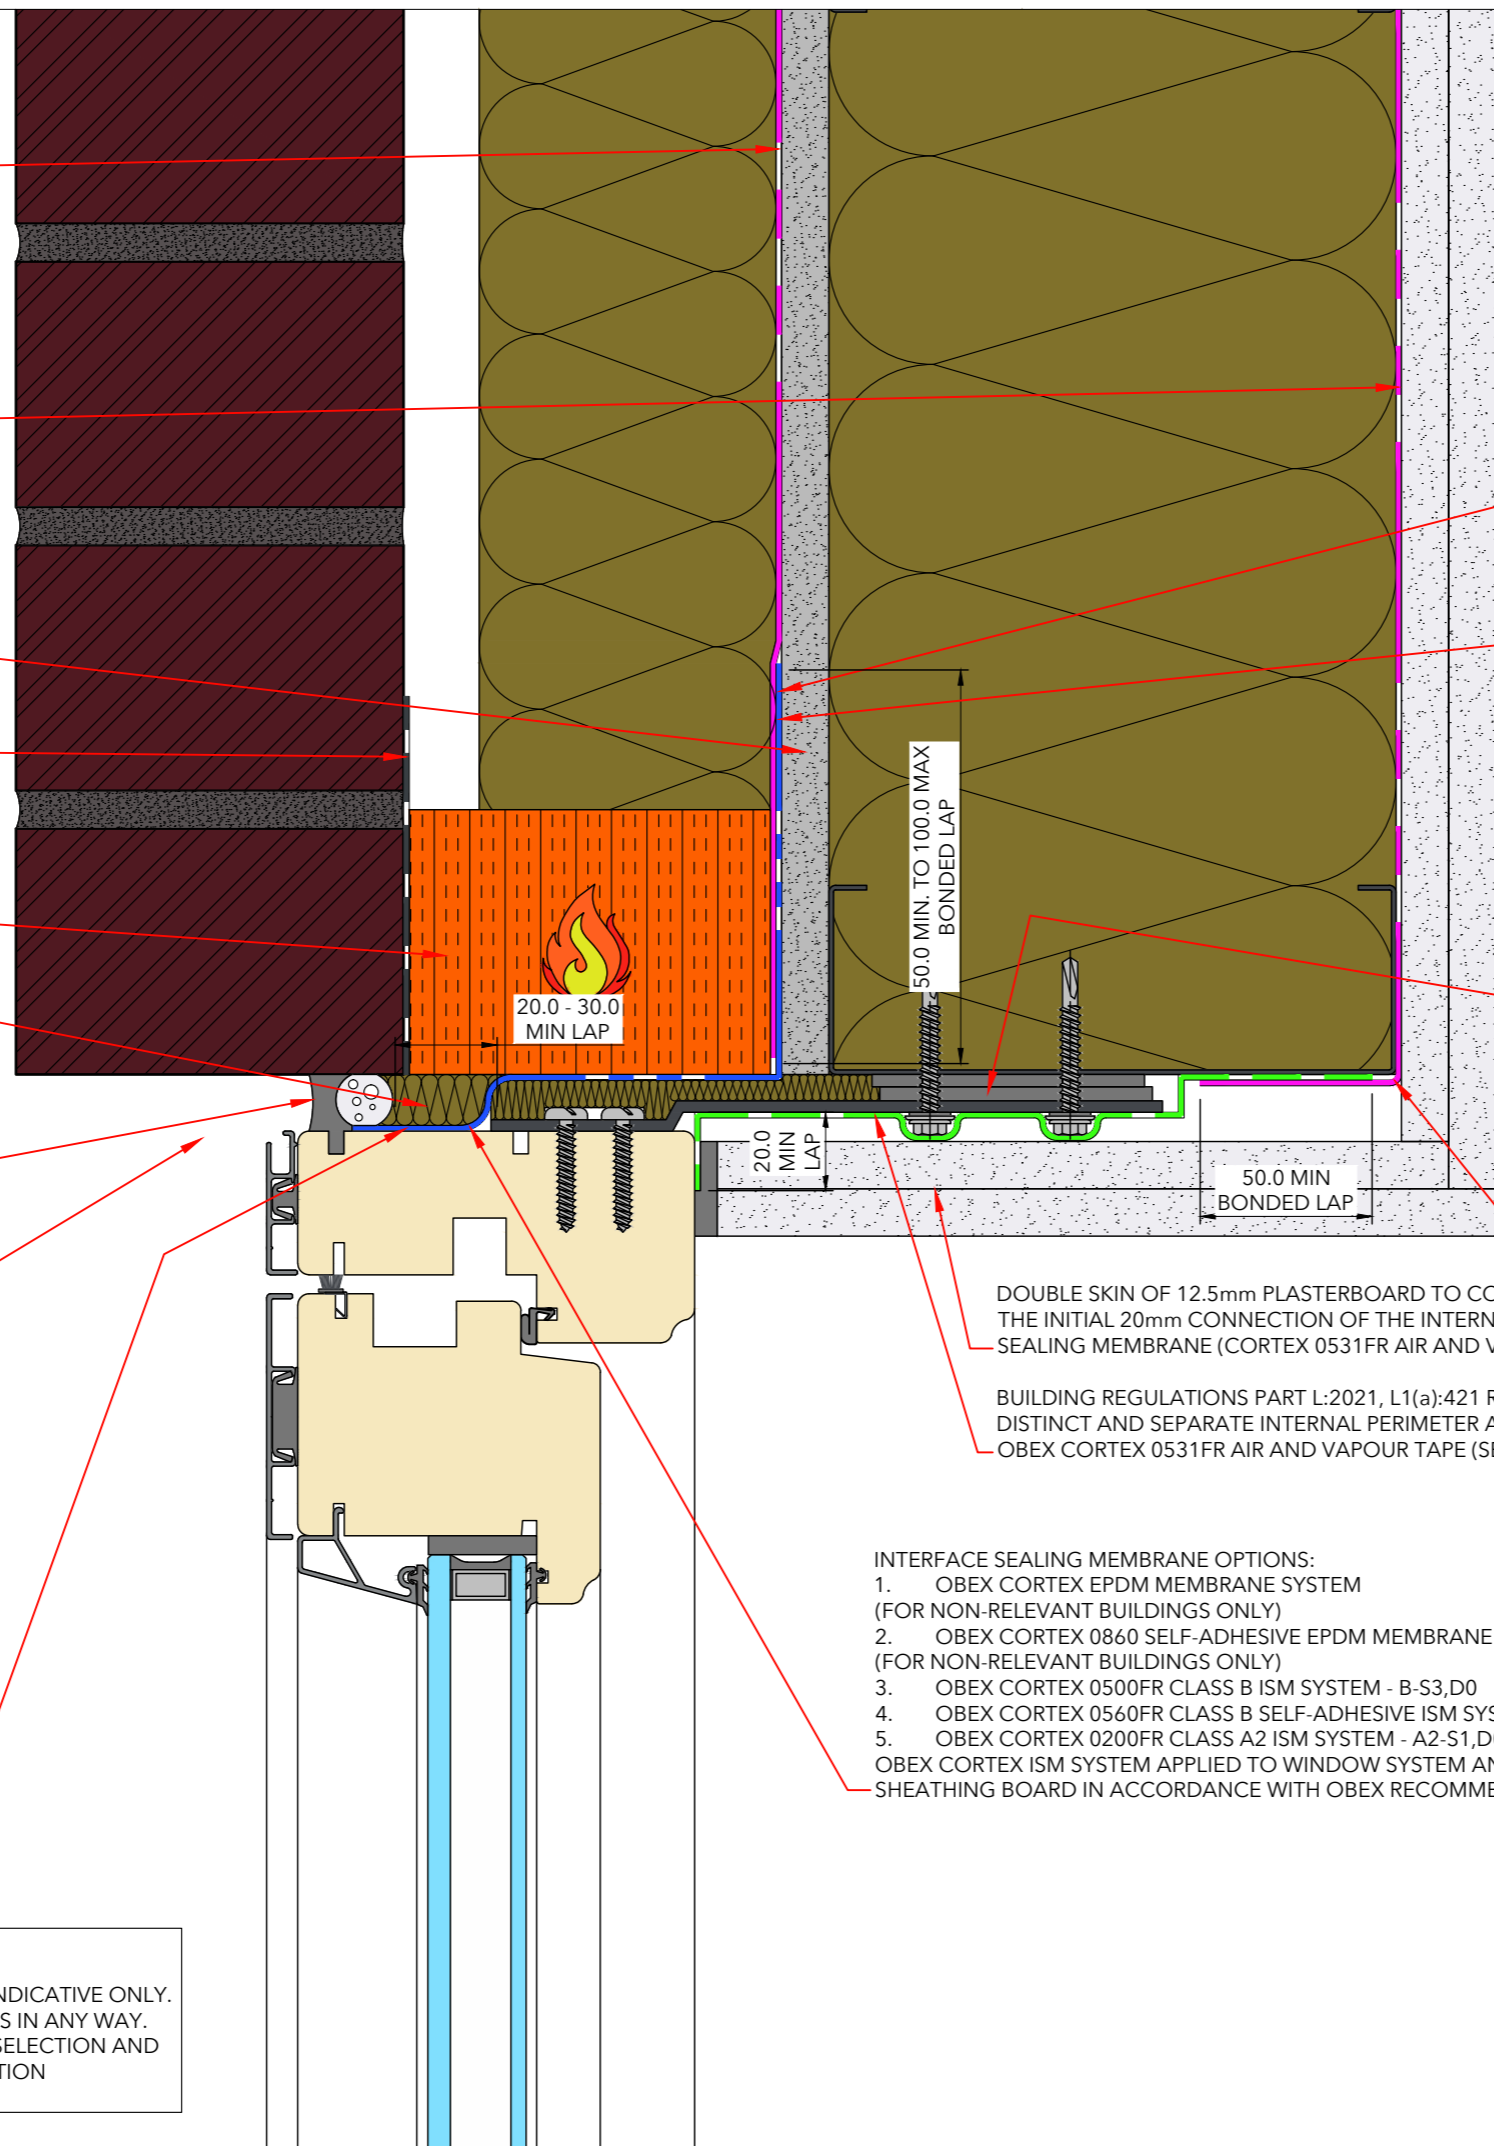 50.0 MIN. TO 100.0 MAX
BONDED LAP
20.0 - 30.0
MIN LAP
20.0
MIN
LAP
50.0 MIN
BONDED LAP
DOUBLE SKIN OF 12.5mm PLASTERBOARD TO
THE INITIAL 20mm CONNECTION OF THE
SEALING MEMBRANE (CORTEX 0531FR AIR AND
BUILDING REGULATIONS PART L:2021, L1(a):421
DISTINCT AND SEPARATE INTERNAL PERIMETER
OBEX CORTEX 0531FR AIR AND VAPOUR TAPE
INTERFACE SEALING MEMBRANE OPTIONS:
1. OBEX CORTEX EPDM MEMBRANE SYSTEM
(FOR NON-RELEVANT BUILDINGS ONLY)
2. OBEX CORTEX 0860 SELF-ADHESIVE EPDM MEMBRANE
(FOR NON-RELEVANT BUILDINGS ONLY)
3. OBEX CORTEX 0500FR CLASS B ISM SYSTEM - B-S3,D0
4. OBEX CORTEX 0560FR CLASS B SELF-ADHESIVE ISM
5. OBEX CORTEX 0200FR CLASS A2 ISM SYSTEM - A2-S1,
OBEX CORTEX ISM SYSTEM APPLIED TO WINDOW SYSTEM
SHEATHING BOARD IN ACCORDANCE WITH OBEX
ONLY.
IN ANY WAY.
SELECTION AND